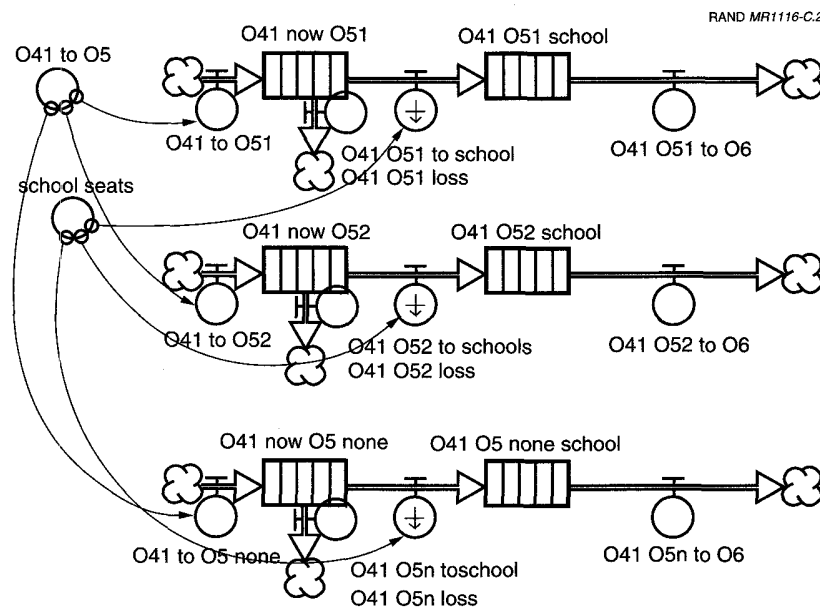 RAND MR1116-C.2
O41 to O5
O41 now O51
O41 O51 school
O41 to O51
O41 O51 to school
O41 O51 loss
O41 O51 to O6
school seats
O41 now O52
O41 O52 school
O41 to O52
O41 O52 to schools
O41 O52 loss
O41 O52 to O6
O41 now O5 none
O41 O5 none school
O41 to O5 none
O41 O5n toschool
O41 O5n loss
O41 O5n to O6